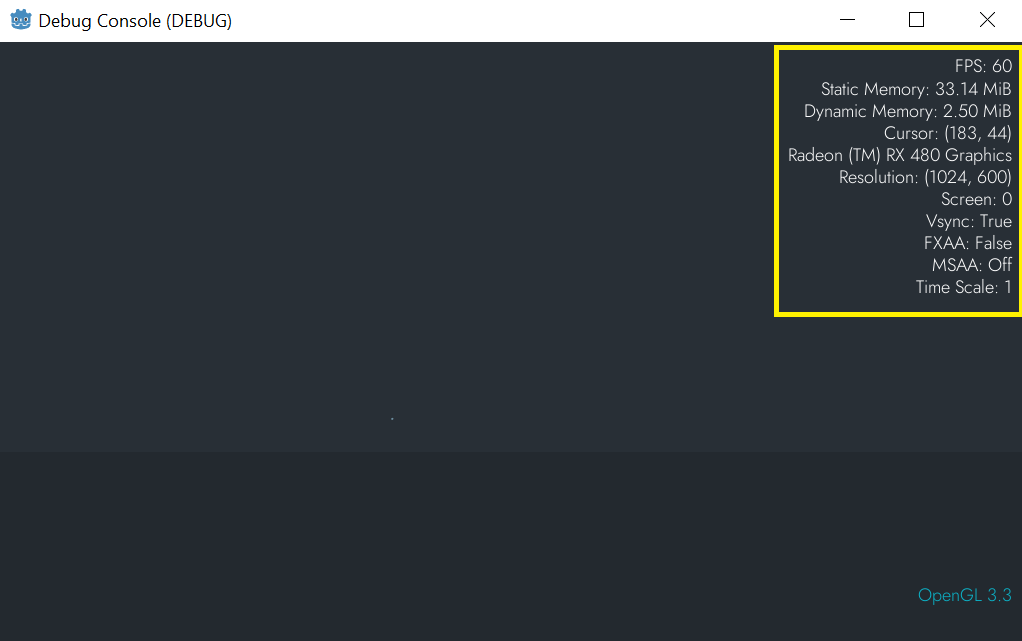 Debug Console (DEBUG)
FPS: 60
Static Memory: 33.14 MiB
Dynamic Memory: 2.50 MiB
Cursor: (183, 44)
Radeon (TM) RX 480 Graphics
Resolution: (1024, 600)
Screen: 0
Vsync: True
FXAA: False
MSAA: Off
Time Scale: 1
OpenGL 3.3